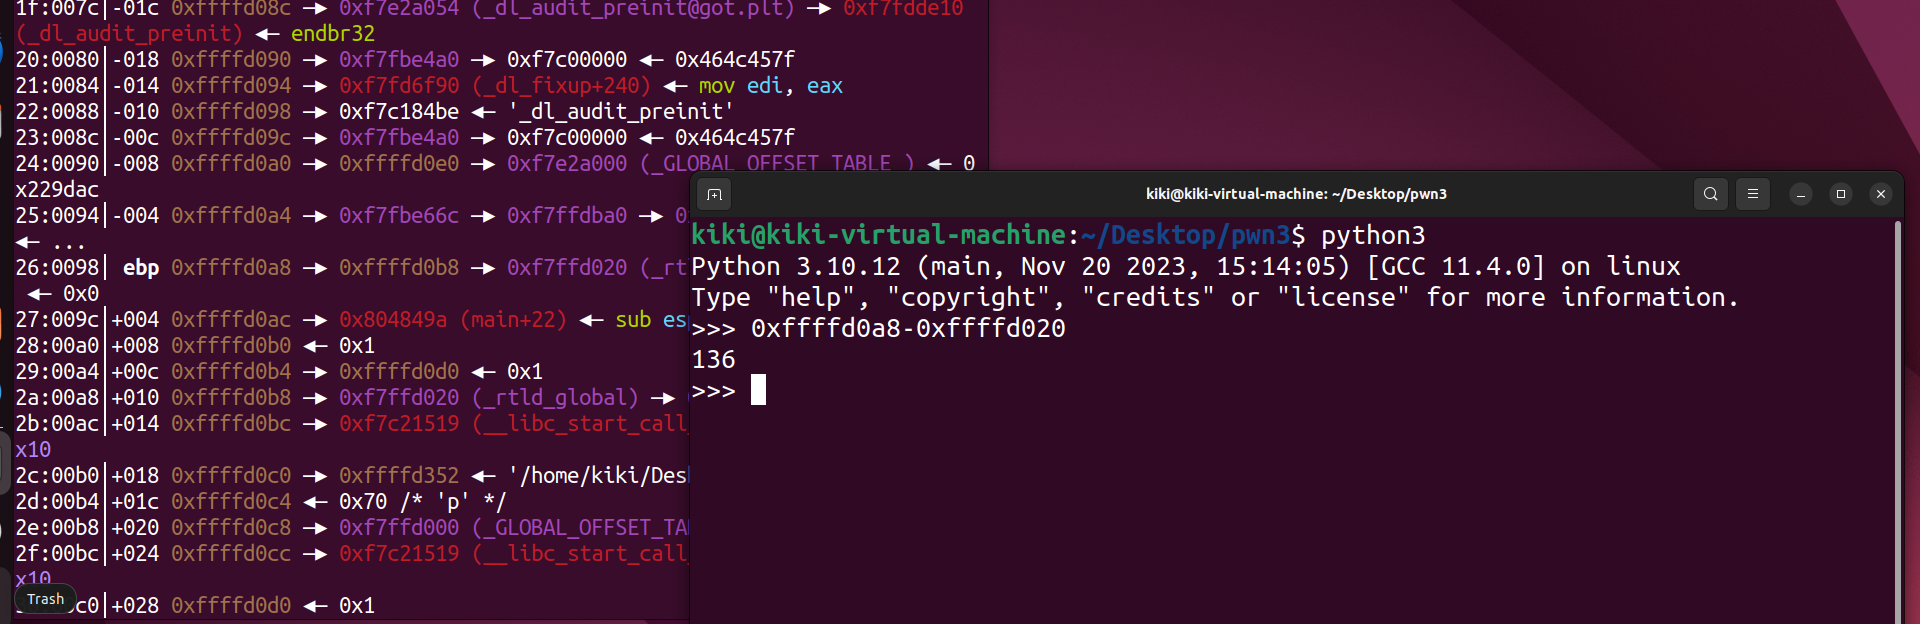 1f:007c│-01c 0xffffd08c —▸ 0xf7e2a054 (_dl_audit_preinit@got.plt) —▸ 0xf7fdde10
(_dl_audit_preinit) ◂— endbr32
20:0080│-018 0xffffd090 —▸ 0xf7fbe4a0 —▸ 0xf7c00000 ◂— 0x464c457f
21:0084│-014 0xffffd094 —▸ 0xf7fd6f90 (_dl_fixup+240) ◂— mov edi, eax
22:0088│-010 0xffffd098 —▸ 0xf7c184be ◂— '_dl_audit_preinit'
23:008c│-00c 0xffffd09c —▸ 0xf7fbe4a0 —▸ 0xf7c00000 ◂— 0x464c457f
24:0090│-008 0xffffd0a0 —▸ 0xffffd0e0 —▸ 0xf7e2a000 (_GLOBAL_OFFSET_TABLE_) ◂— 0
x229dac
25:0094│-004 0xffffd0a4 —▸ 0xf7fbe66c —▸ 0xf7ffdba0 —▸ 0
◂— ...
26:0098│ ebp 0xffffd0a8 —▸ 0xffffd0b8 —▸ 0xf7ffd020 (_rt
◂— 0x0
27:009c│+004 0xffffd0ac —▸ 0x804849a (main+22) ◂— sub es
28:00a0│+008 0xffffd0b0 ◂— 0x1
29:00a4│+00c 0xffffd0b4 —▸ 0xffffd0d0 ◂— 0x1
2a:00a8│+010 0xffffd0b8 —▸ 0xf7ffd020 (_rtld_global) —▸
2b:00ac│+014 0xffffd0bc —▸ 0xf7c21519 (__libc_start_call_
x10
2c:00b0│+018 0xffffd0c0 —▸ 0xffffd352 ◂— '/home/kiki/Des
2d:00b4│+01c 0xffffd0c4 ◂— 0x70 /* 'p' */
2e:00b8│+020 0xffffd0c8 —▸ 0xf7ffd000 (_GLOBAL_OFFSET_TA
2f:00bc│+024 0xffffd0cc —▸ 0xf7c21519 (__libc_start_call_
x10
Trash
c0│+028 0xffffd0d0 ◂— 0x1
kiki@kiki-virtual-machine: ~/Desktop/pwn3
kiki@kiki-virtual-machine:~/Desktop/pwn3$ python3
Python 3.10.12 (main, Nov 20 2023, 15:14:05) [GCC 11.4.0] on linux
Type "help", "copyright", "credits" or "license" for more information.
>>> 0xffffd0a8-0xffffd020
136
>>>